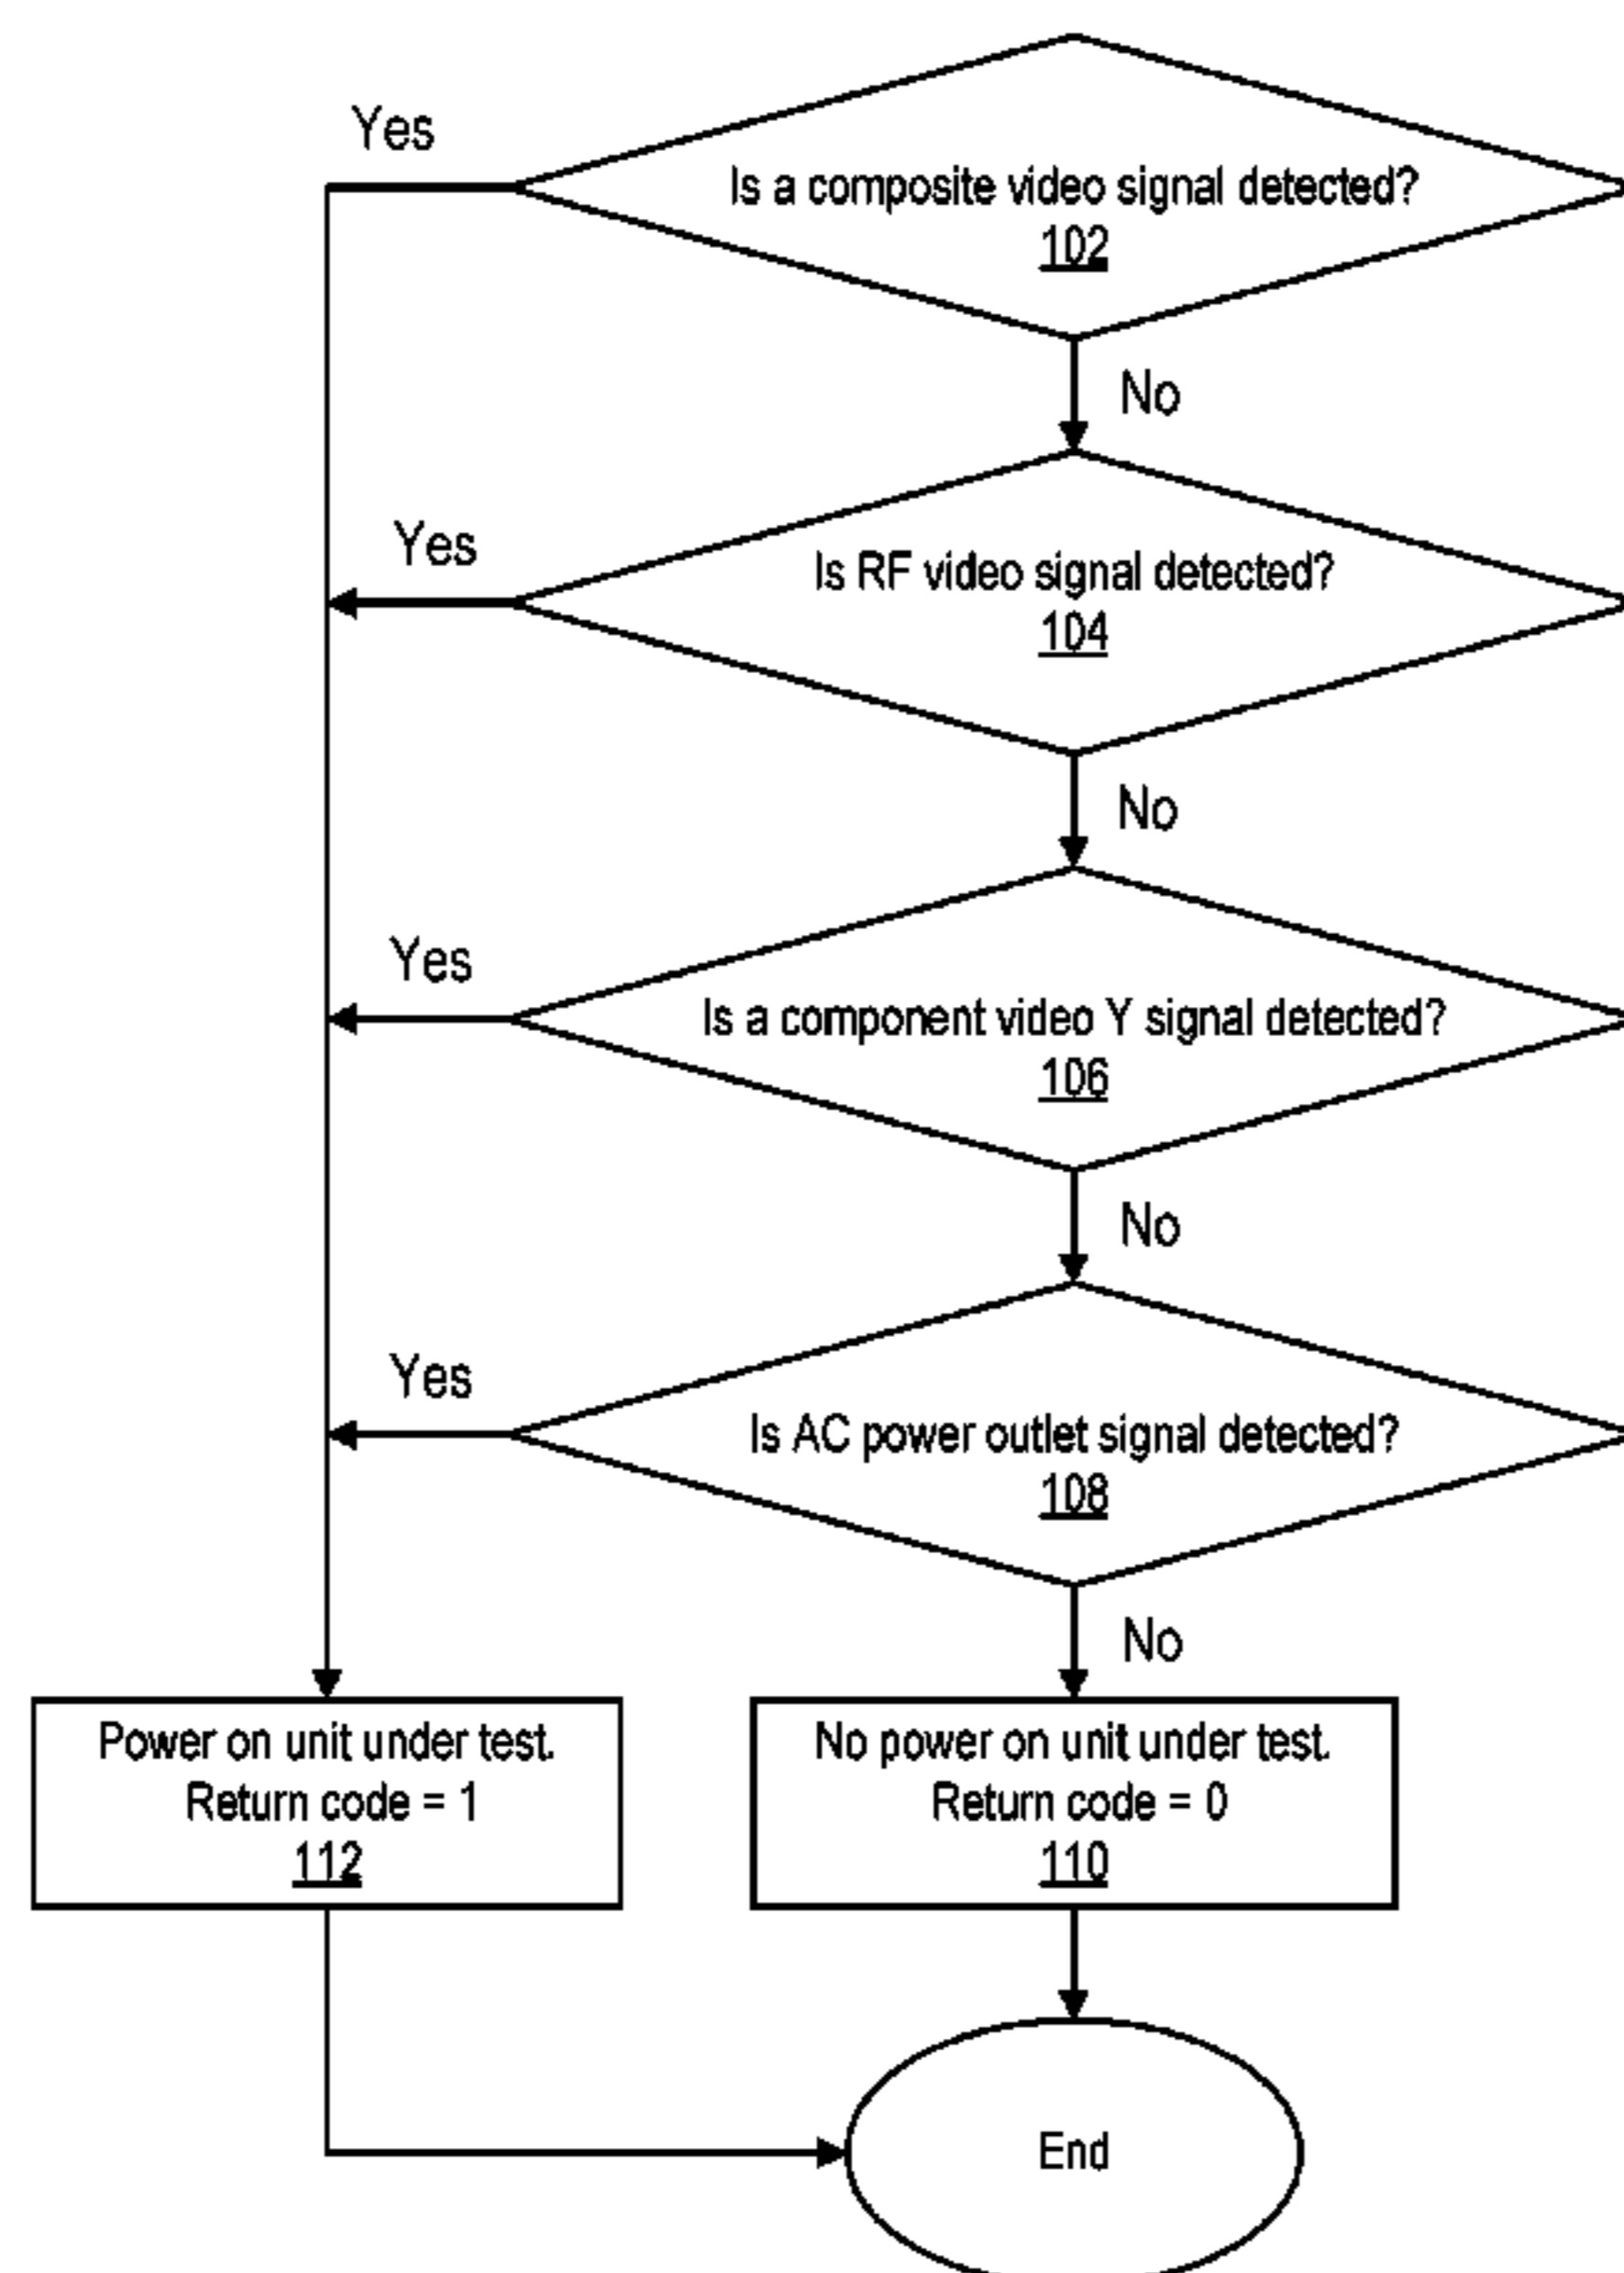 Yes
Is a composite video signal detected?
102
No
Yes
Is RF video signal detected?
104
No
Yes
Is a component video Y signal detected?
106
No
Yes
Is AC power outlet signal detected?
108
No
Power on unit under test.
Return code = 1
112
No power on unit under test.
Return code = 0
110
End